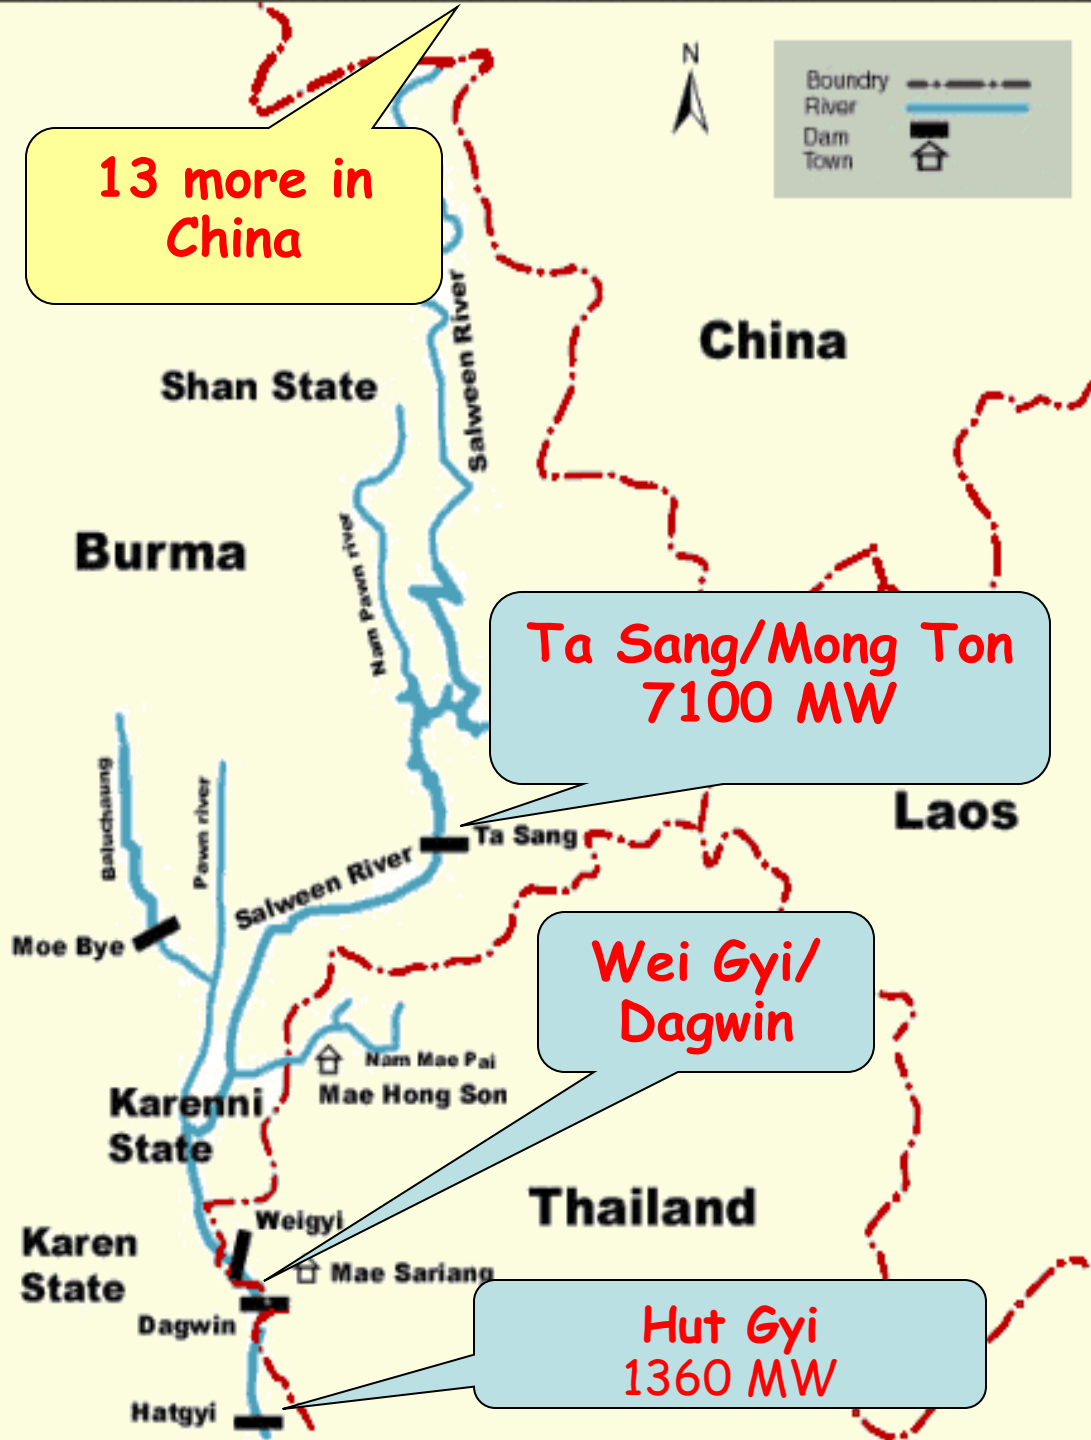 N
Boundry
River
Dam
Town
13 more in
China
Salween River
China
Shan State
Nam Pawn river
Burma
Ta Sang/Mong Ton
7100 MW
Laos
Baluchaung
Pawn river
Ta Sang
Salween River
Moe Bye
Wei Gyi/
Dagwin
Nam Mae Pai
Mae Hong Son
Karenni
State
Thailand
Weigyi
Karen
State
Mae Sariang
Dagwin
Hut Gyi
1360 MW
Hatgyi